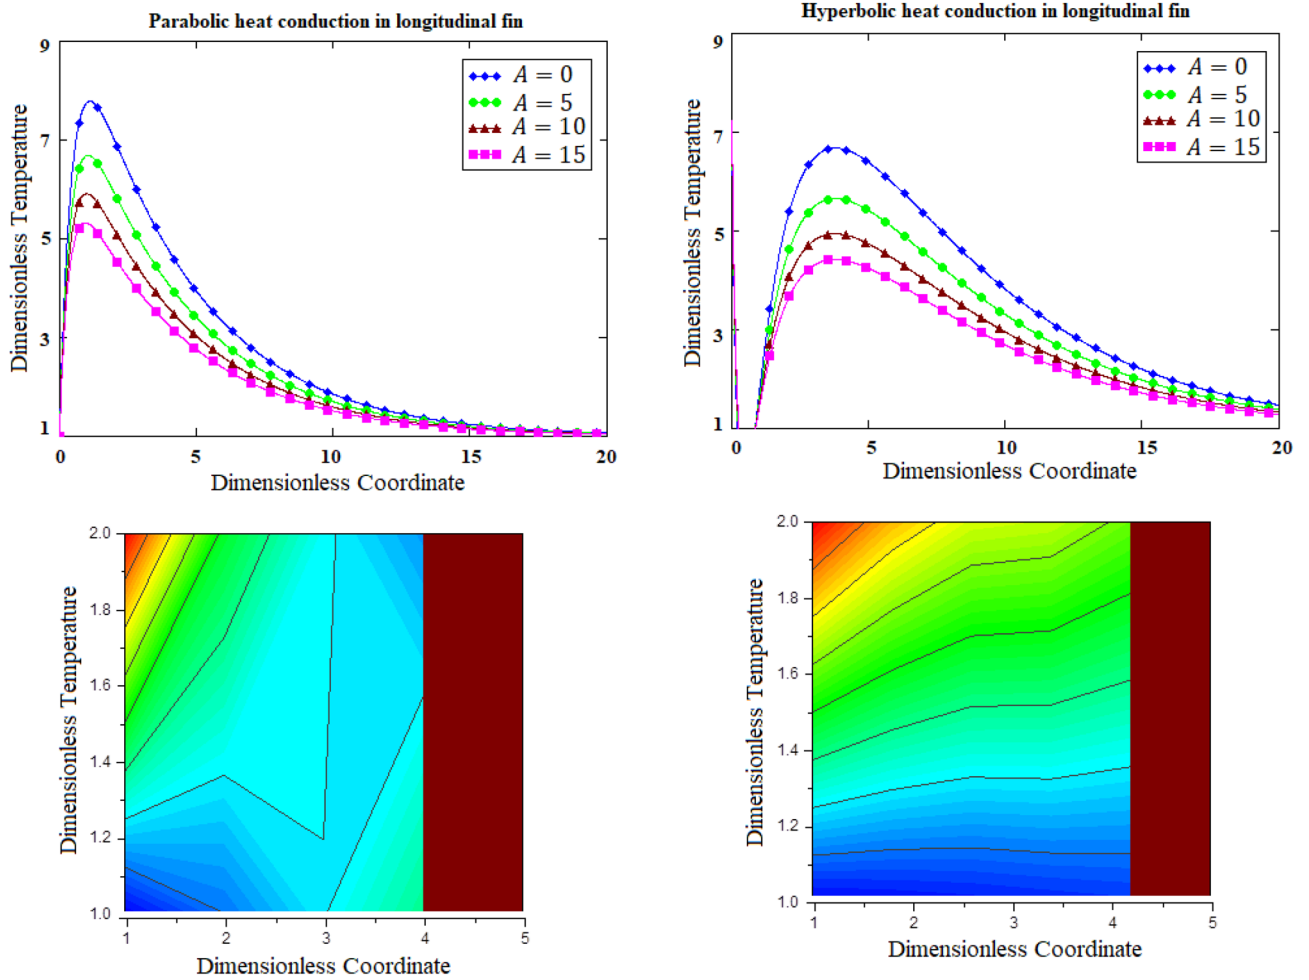 Parabolic heat conduction in longitudinal fin
9
7
5
3
1
Dimensionless Temperature
A = 0
A = 5
A = 10
A = 15
0 5 10 15 20
Dimensionless Coordinate
Hyperbolic heat conduction in longitudinal fin
9
7
5
3
1
Dimensionless Temperature
A = 0
A = 5
A = 10
A = 15
0 5 10 15 20
Dimensionless Coordinate
2.0
1.8
1.6
1.4
1.2
1.0
Dimensionless Temperature
1 2 3 4 5
Dimensionless Coordinate
2.0
1.8
1.6
1.4
1.2
1.0
Dimensionless Temperature
1 2 3 4 5
Dimensionless Coordinate